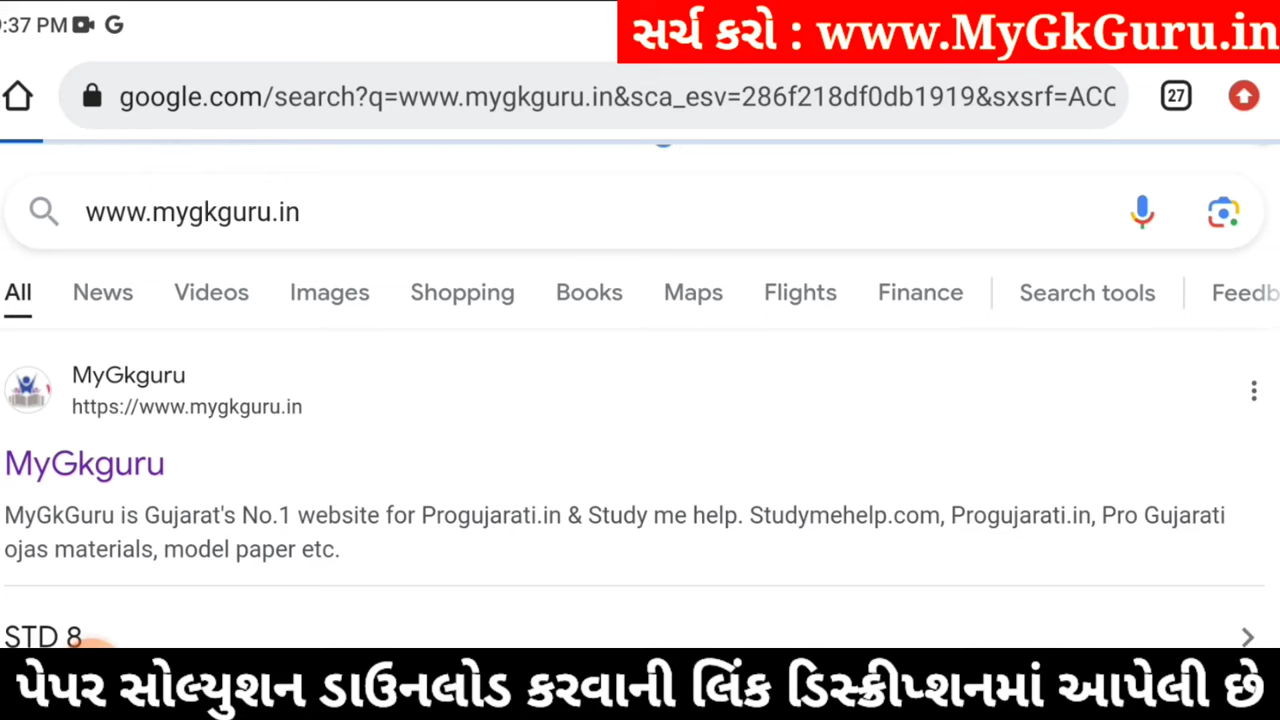 :37 PM
સર્ચ કરો : www.MyGkGuru.in
google.com/search?q=www.mygkguru.in&sca_esv=286f218df0db1919&sxsrf=ACC
27
www.mygkguru.in
All News Videos Images Shopping Books Maps Flights Finance Search tools Feedb
MyGkguru
https://www.mygkguru.in
MyGkguru
MyGkGuru is Gujarat's No.1 website for Progujarati.in & Study me help. Studymehelp.com, Progujarati.in, Pro Gujarati
ojas materials, model paper etc.
STD 8
પેપર સોલ્યુશન ડાઉનલોડ કરવાની લિંક ડિસ્ક્રીપ્શનમાં આપેલી છે